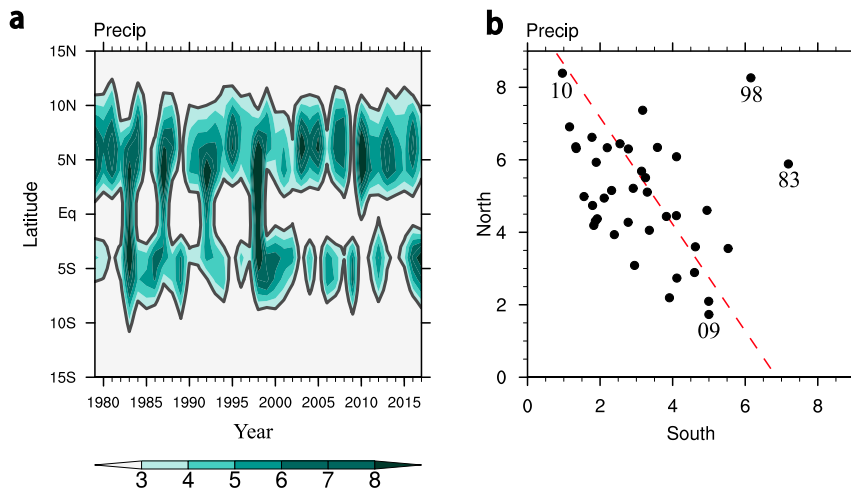 a
Precip
15N
10N
5N
Eq
5S
10S
15S
Latitude
1980 1985 1990 1995 2000 2005 2010 2015
Year
3 4 5 6 7 8
b
Precip
8
6
4
2
0
North
10
98
83
09
0 2 4 6 8
South